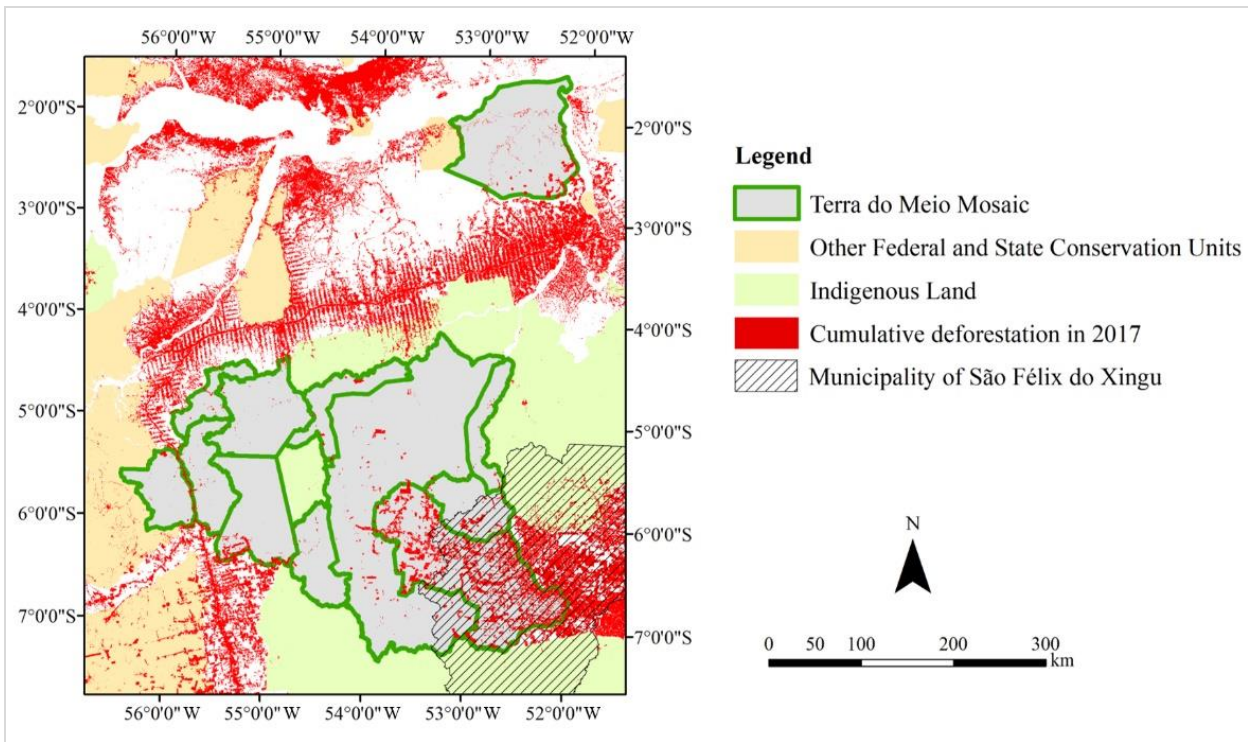 56°0'0"W 55°0'0"W 54°0'0"W 53°0'0"W 52°0'0"W
2°0'0"S
3°0'0"S
4°0'0"S
5°0'0"S
6°0'0"S
7°0'0"S
2°0'0"S
3°0'0"S
4°0'0"S
5°0'0"S
6°0'0"S
7°0'0"S
56°0'0"W 55°0'0"W 54°0'0"W 53°0'0"W 52°0'0"W
Legend
Terra do Meio Mosaic
Other Federal and State Conservation Units
Indigenous Land
Cumulative deforestation in 2017
Municipality of São Félix do Xingu
N
0 50 100 200 300
km